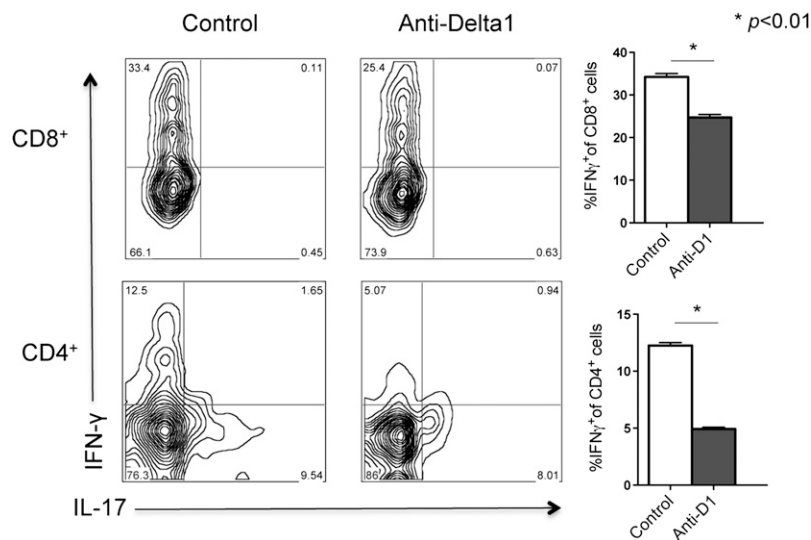 Control
Anti-Delta1
* p<0.01
CD8⁺
33.4
0.11
66.1
0.45
25.4
0.07
73.9
0.63
%IFNγ⁺of CD8⁺ cells
40
30
20
10
0
*
Control
Anti-D1
CD4⁺
IFN-γ
12.5
1.65
76.3
9.54
5.07
0.94
86
8.01
%IFNγ⁺of CD4⁺ cells
15
10
5
0
*
Control
Anti-D1
IL-17